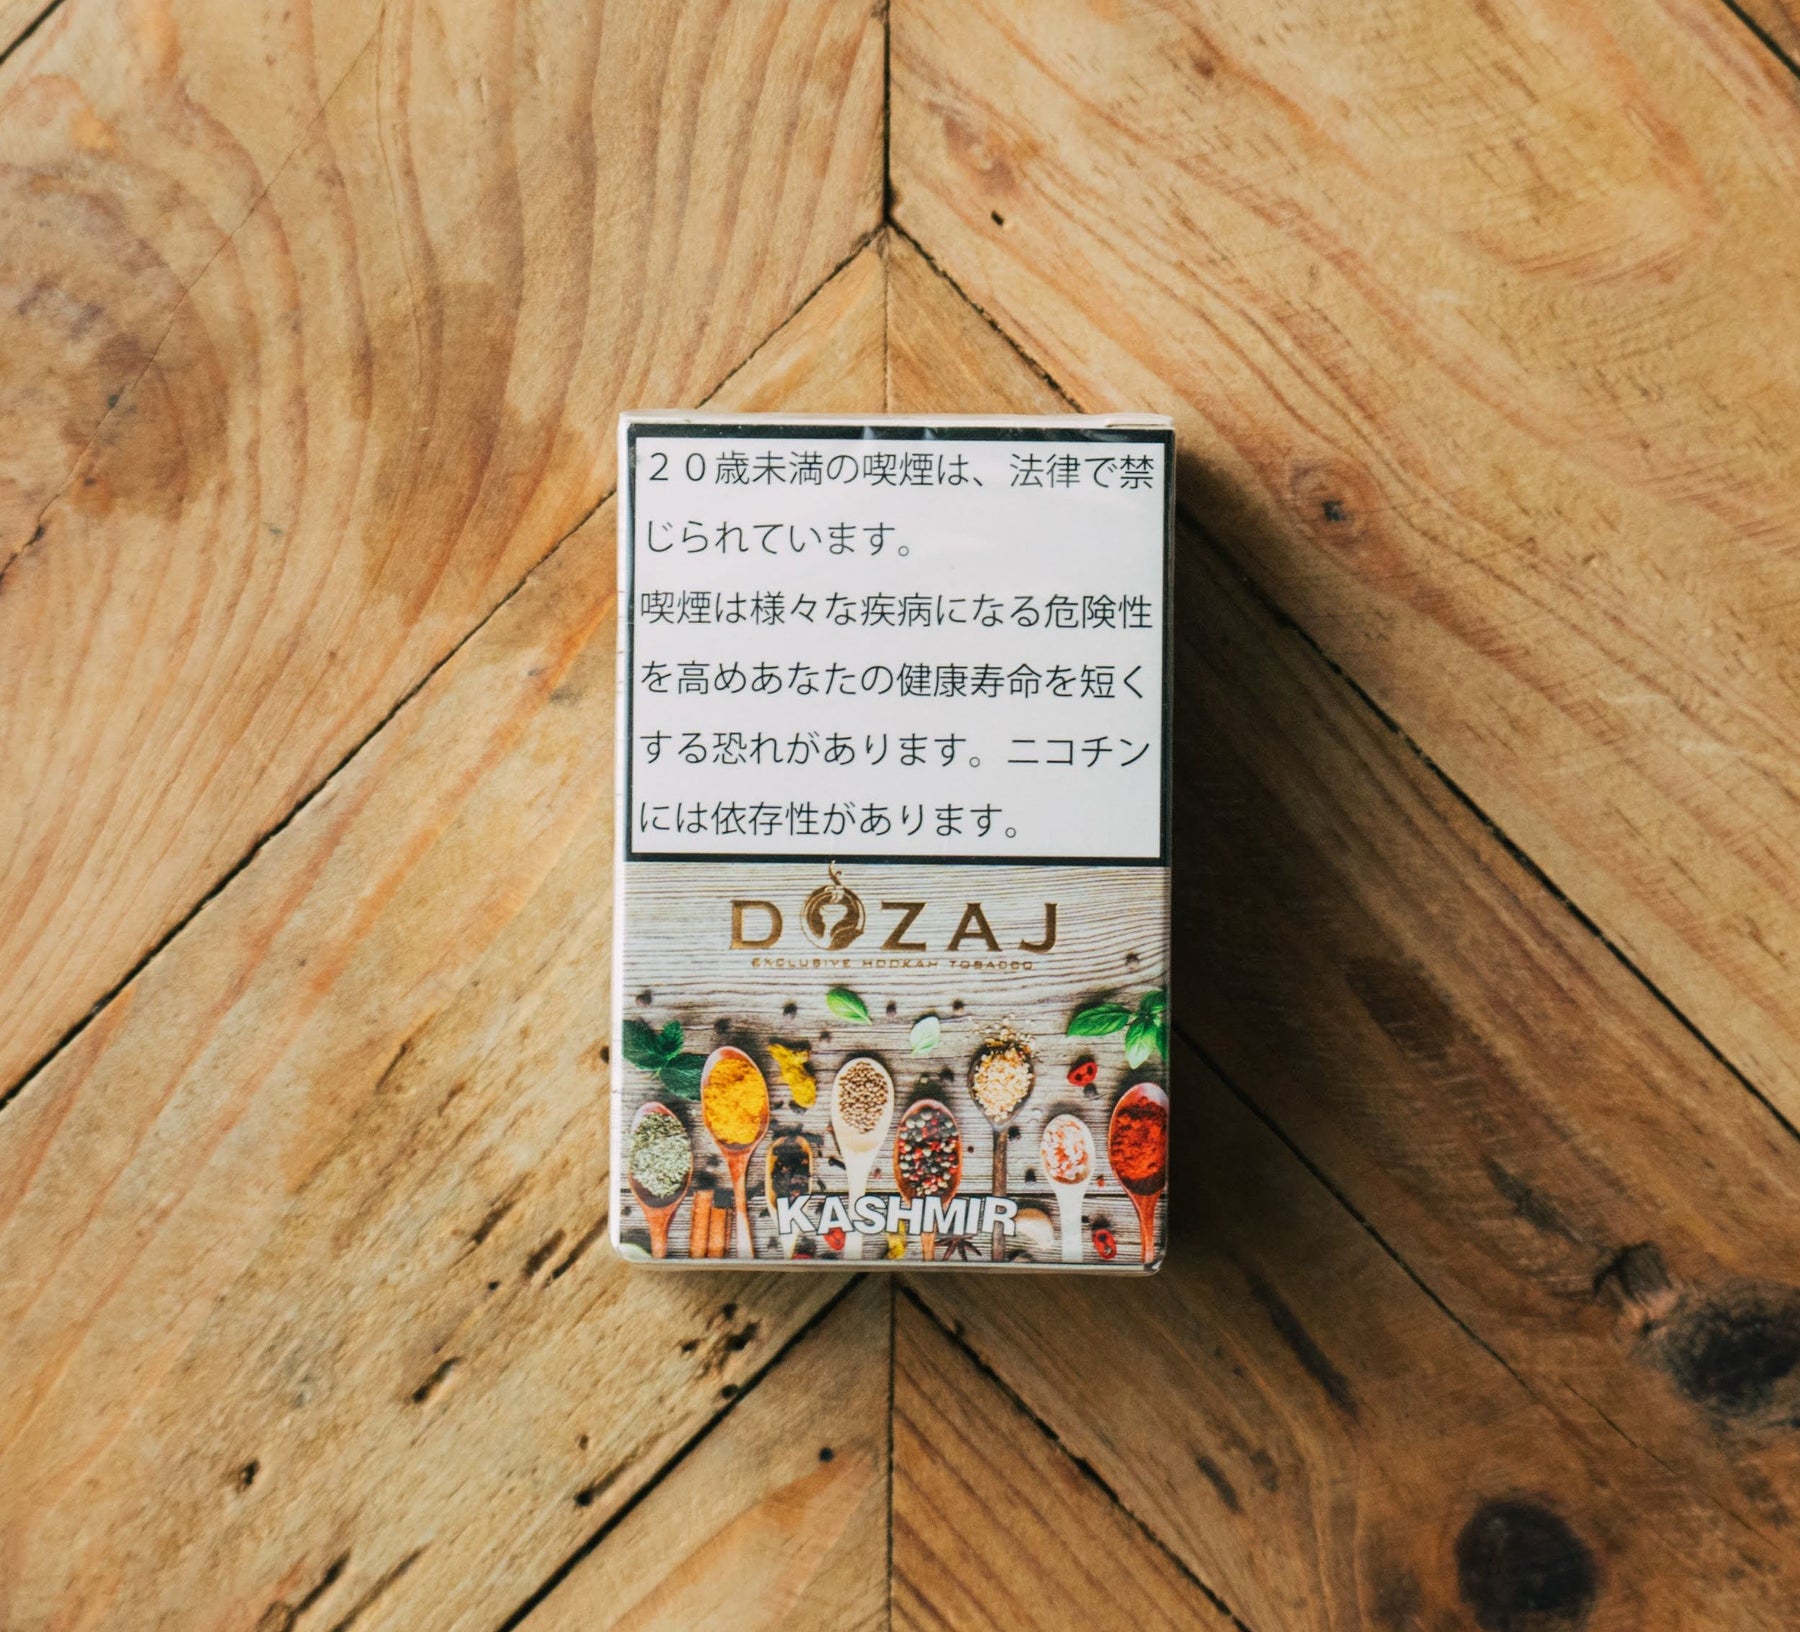 ２０歳未満の喫煙は、法律で禁
じられています。
喫煙は様々な疾病になる危険性
を高めあなたの健康寿命を短く
する恐れがあります。ニコチン
には依存性があります。
DOZAJ
EXCLUSIVE HOOKAH TOBACCO
KASHMIR